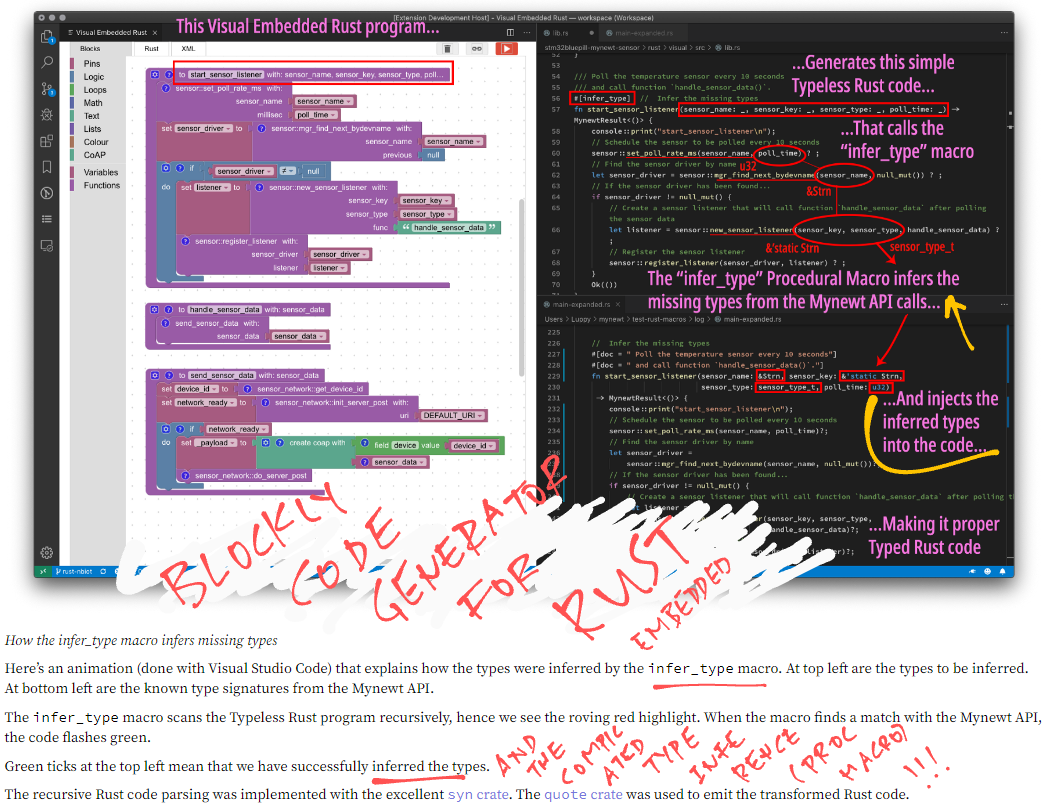 [Extension Development Host] - Visual Embedded Rust — workspace (Workspace)
This Visual Embedded Rust program...
Visual Embedded Rust
Blocks
Rust
XML
Pins
Logic
Loops
Math
Text
Lists
Colour
CoAP
Variables
Functions
to start_sensor_listener with: sensor_name, sensor_key, sensor_type, poll...
sensor::set_poll_rate_ms with:
sensor_name sensor_name
millisec poll_time
set sensor_driver to sensor::mgr_find_next_bydevname with:
sensor_name sensor_name
previous null
if sensor_driver ≠ null
do set listener to sensor::new_sensor_listener with:
sensor_key sensor_key
sensor_type sensor_type
func “ handle_sensor_data ”
sensor::register_listener with:
sensor_driver sensor_driver
listener listener
to handle_sensor_data with: sensor_data
send_sensor_data with:
sensor_data sensor_data
to send_sensor_data with: sensor_data
set device_id to sensor_network::get_device_id
set network_ready to sensor_network::init_server_post with:
uri DEFAULT_URI
if network_ready
do set _payload to create coap with field device value device_id
sensor_data
sensor_network::do_server_post
rust-nbiot
lib.rs
main-expanded.rs
stm32bluepill-mynewt-sensor > rust > visual > src > lib.rs
52 }
53
54 /// Poll the temperature sensor every 10 seconds
55 /// and call function `handle_sensor_data()`.
56 #[infer_type] // Infer the missing types
57 fn start_sensor_listener(sensor_name: _, sensor_key: _, sensor_type: _, poll_time: _) ->
MynewtResult<()> {
58 console::print("start_sensor_listener\n");
59 // Schedule the sensor to be polled every 10 seconds
60 sensor::set_poll_rate_ms(sensor_name, poll_time) ? ;
61 // Find the sensor driver by name
62 let sensor_driver = sensor::mgr_find_next_bydevname(sensor_name, null_mut()) ? ;
63 // If the sensor driver has been found...
64 if sensor_driver != null_mut() {
65 // Create a sensor listener that will call function `handle_sensor_data` after polling
the sensor data
66 let listener = sensor::new_sensor_listener(sensor_key, sensor_type, handle_sensor_data) ?
;
67 // Register the sensor listener
68 sensor::register_listener(sensor_driver, listener) ? ;
69 }
70 Ok(())
71 }
...Generates this simple
Typeless Rust code...
...That calls the
“infer_type” macro
u32
&Strn
&'static Strn
sensor_type_t
The “infer_type” Procedural Macro infers the
missing types from the Mynewt API calls...
main-expanded.rs
Users > Luppy > mynewt > test-rust-macros > log > main-expanded.rs
225
226 // Infer the missing types
227 #[doc = " Poll the temperature sensor every 10 seconds"]
228 #[doc = " and call function `handle_sensor_data()`."]
229 fn start_sensor_listener(sensor_name: &Strn, sensor_key: &'static Strn,
230 sensor_type: sensor_type_t, poll_time: u32)
231 -> MynewtResult<()> {
232 console::print("start_sensor_listener\n");
233 // Schedule the sensor to be polled every 10 seconds
234 sensor::set_poll_rate_ms(sensor_name, poll_time)?;
235 // Find the sensor driver by name
236 let sensor_driver =
237 sensor::mgr_find_next_bydevname(sensor_name, null_mut())?;
238 // If the sensor driver has been found...
239 if sensor_driver != null_mut() {
240 // Create a sensor listener that will call function `handle_sensor_data` after polling th
let listener
(sensor_key, sensor_type,
handle_sensor_data)?;
...And injects the
inferred types
into the code...
...Making it proper
Typed Rust code
BLOCKLY
CODE
GENERATOR
FOR
RUST
EMBEDDED
How the infer_type macro infers missing types
Here’s an animation (done with Visual Studio Code) that explains how the types were inferred by the infer_type macro. At top left are the types to be inferred.
At bottom left are the known type signatures from the Mynewt API.
The infer_type macro scans the Typeless Rust program recursively, hence we see the roving red highlight. When the macro finds a match with the Mynewt API,
the code flashes green.
Green ticks at the top left mean that we have successfully inferred the types.
AND THE COMPIC ATED TYPE INFE RENCE (PROC MACRO) !!!
The recursive Rust code parsing was implemented with the excellent syn crate. The quote crate was used to emit the transformed Rust code.